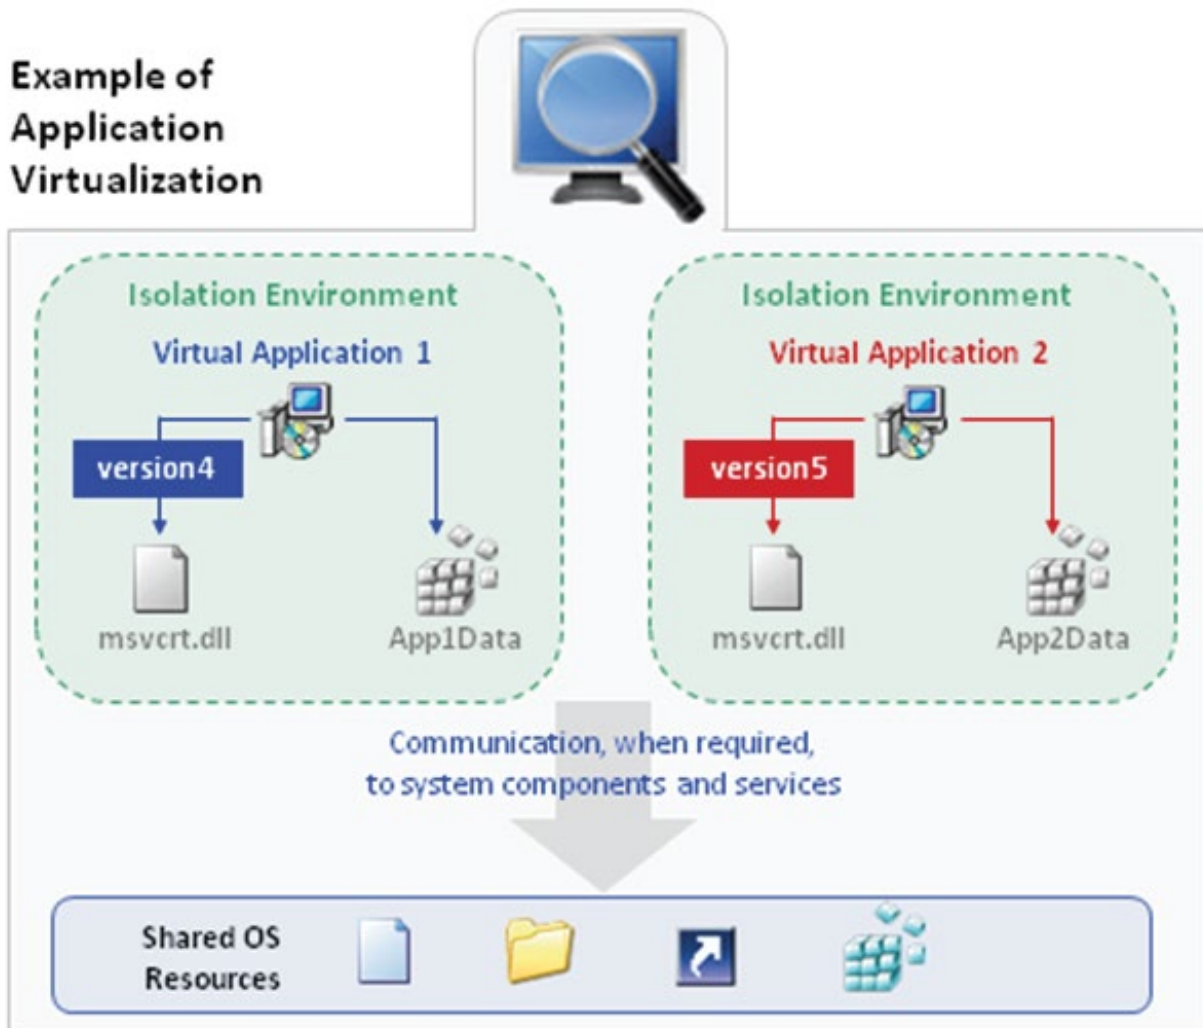 Example of
Application
Virtualization
Isolation Environment
Virtual Application 1
version4
msvcrt.dll
App1Data
Isolation Environment
Virtual Application 2
version5
msvcrt.dll
App2Data
Communication, when required,
to system components and services
Shared OS
Resources